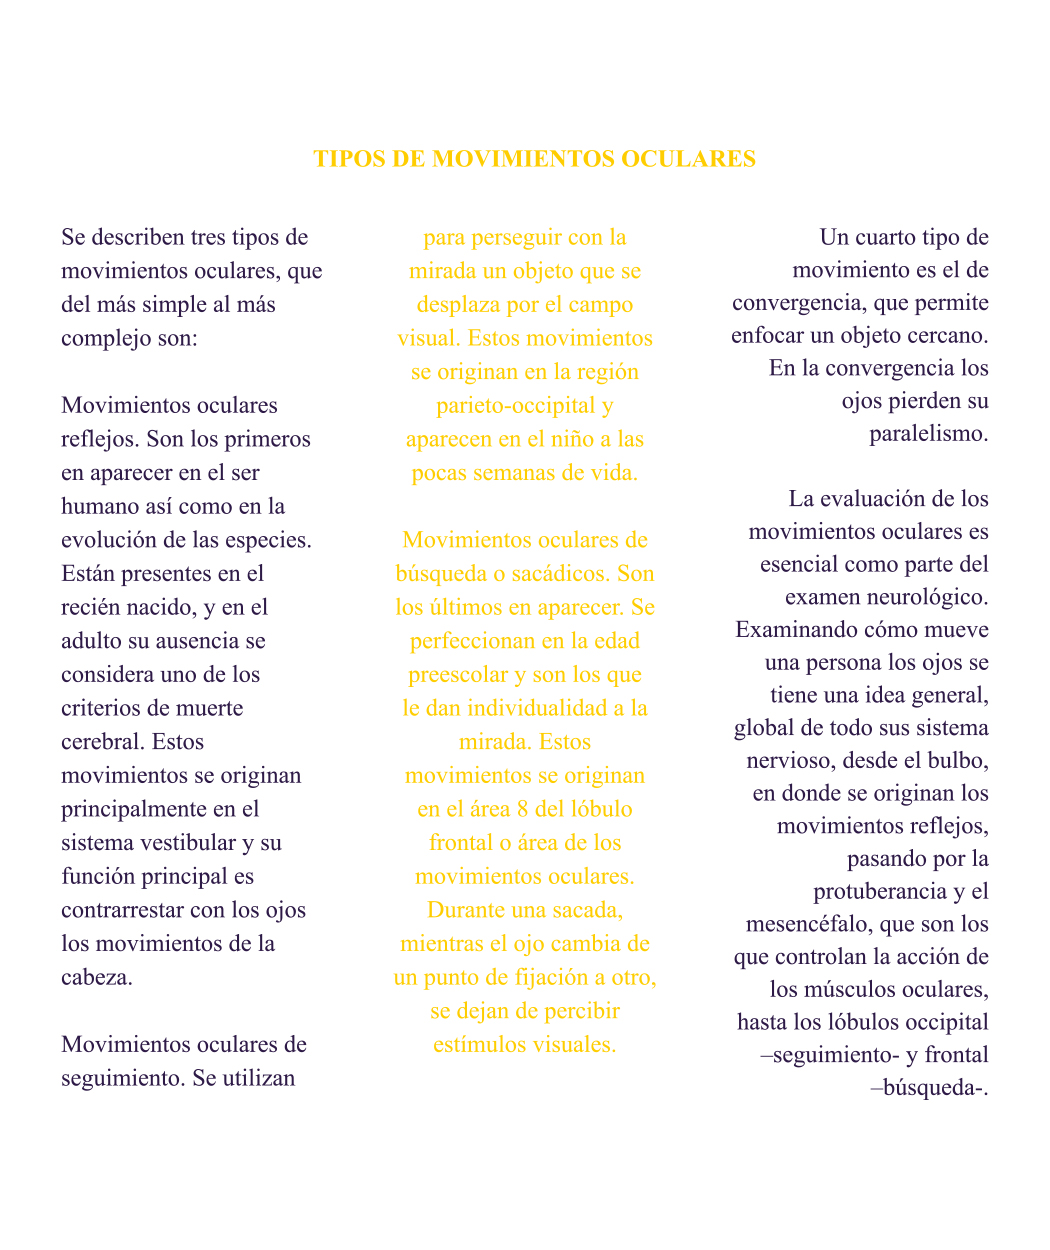 TIPOS DE MOVIMIENTOS OCULARES
Se describen tres tipos de
movimientos oculares, que
del más simple al más
complejo son:
Movimientos oculares
reflejos. Son los primeros
en aparecer en el ser
humano así como en la
evolución de las especies.
Están presentes en el
recién nacido, y en el
adulto su ausencia se
considera uno de los
criterios de muerte
cerebral. Estos
movimientos se originan
principalmente en el
sistema vestibular y su
función principal es
contrarrestar con los ojos
los movimientos de la
cabeza.
Movimientos oculares de
seguimiento. Se utilizan
para perseguir con la
mirada un objeto que se
desplaza por el campo
visual. Estos movimientos
se originan en la región
parieto-occipital y
aparecen en el niño a las
pocas semanas de vida.
Movimientos oculares de
búsqueda o sacádicos. Son
los últimos en aparecer. Se
perfeccionan en la edad
preescolar y son los que
le dan individualidad a la
mirada. Estos
movimientos se originan
en el área 8 del lóbulo
frontal o área de los
movimientos oculares.
Durante una sacada,
mientras el ojo cambia de
un punto de fijación a otro,
se dejan de percibir
estímulos visuales.
Un cuarto tipo de
movimiento es el de
convergencia, que permite
enfocar un objeto cercano.
En la convergencia los
ojos pierden su
paralelismo.
La evaluación de los
movimientos oculares es
esencial como parte del
examen neurológico.
Examinando cómo mueve
una persona los ojos se
tiene una idea general,
global de todo sus sistema
nervioso, desde el bulbo,
en donde se originan los
movimientos reflejos,
pasando por la
protuberancia y el
mesencéfalo, que son los
que controlan la acción de
los músculos oculares,
hasta los lóbulos occipital
–seguimiento- y frontal
–búsqueda-.